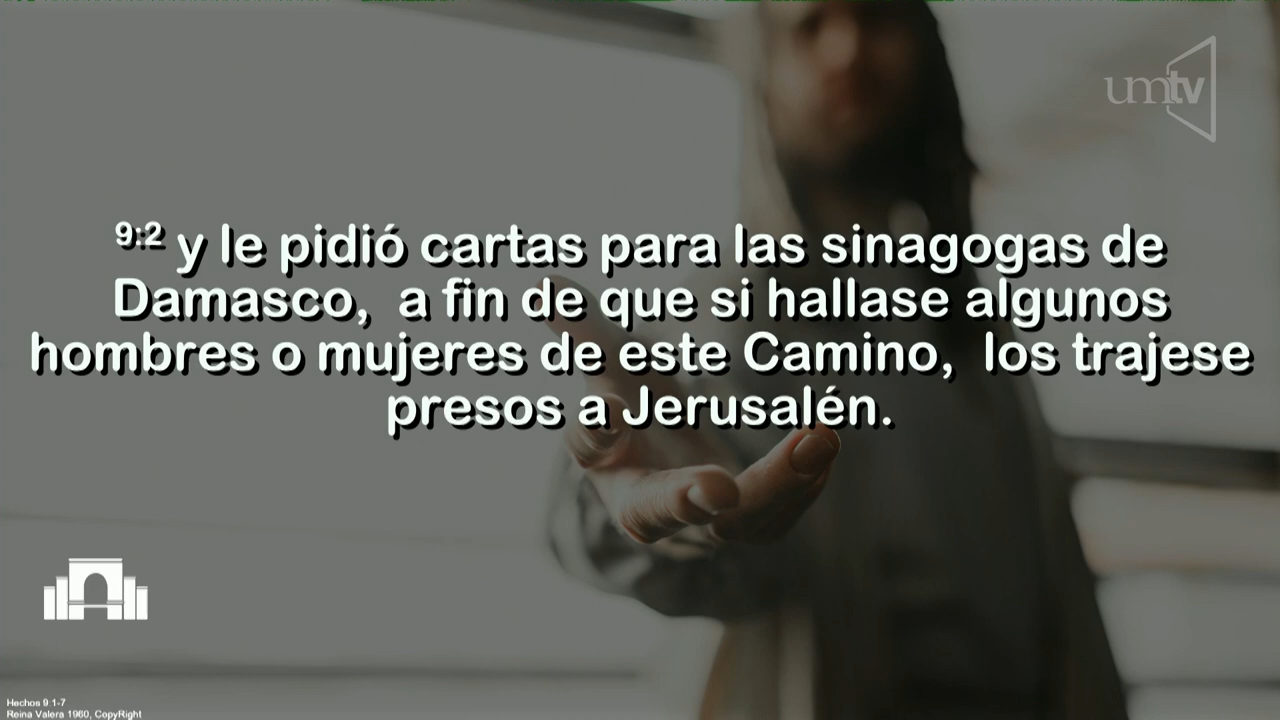 umtv
9:2 y le pidió cartas para las sinagogas de
Damasco,  a fin de que si hallase algunos
hombres o mujeres de este Camino,  los trajese
presos a Jerusalén.
Hechos 9:1-7
Reina Valera 1960, CopyRight